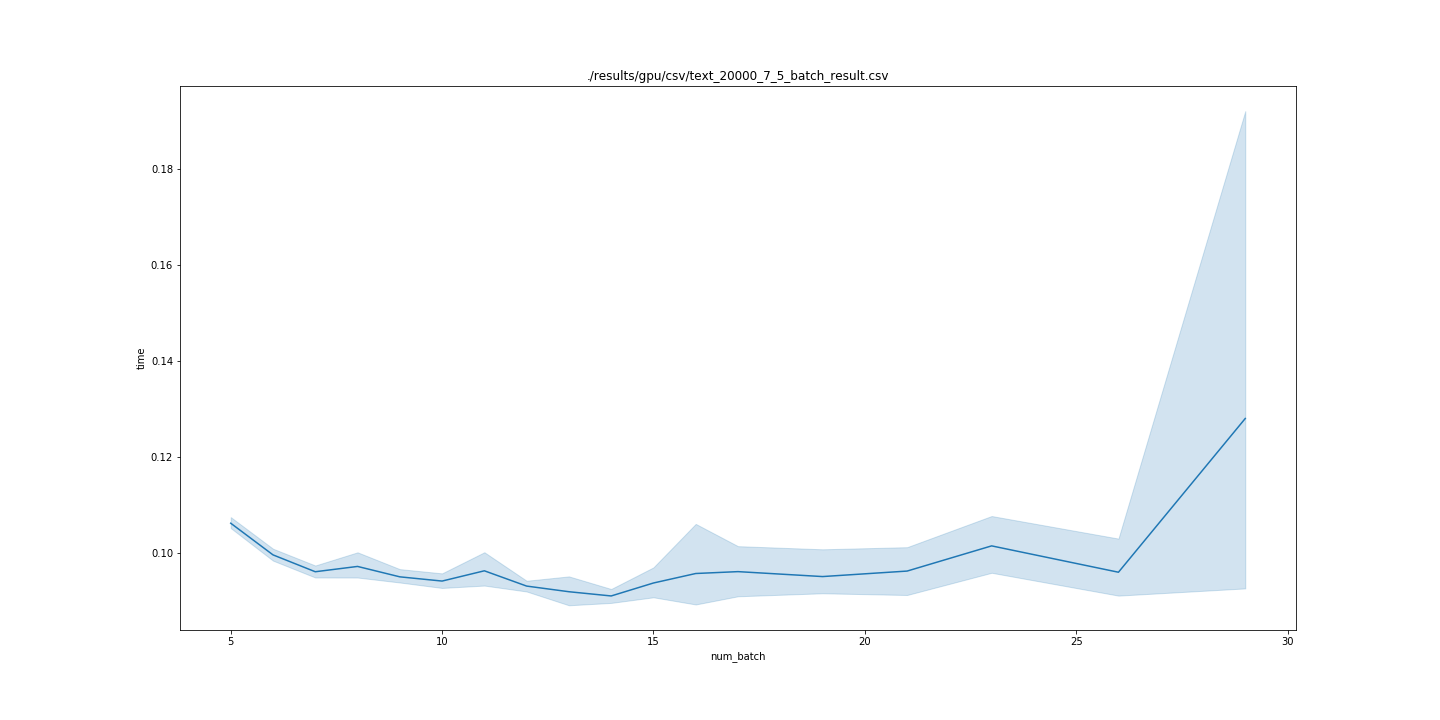 ./results/gpu/csv/text_20000_7_5_batch_result.csv
0.18
0.16
0.14
0.12
0.10
time
5 10 15 20 25 30
num_batch